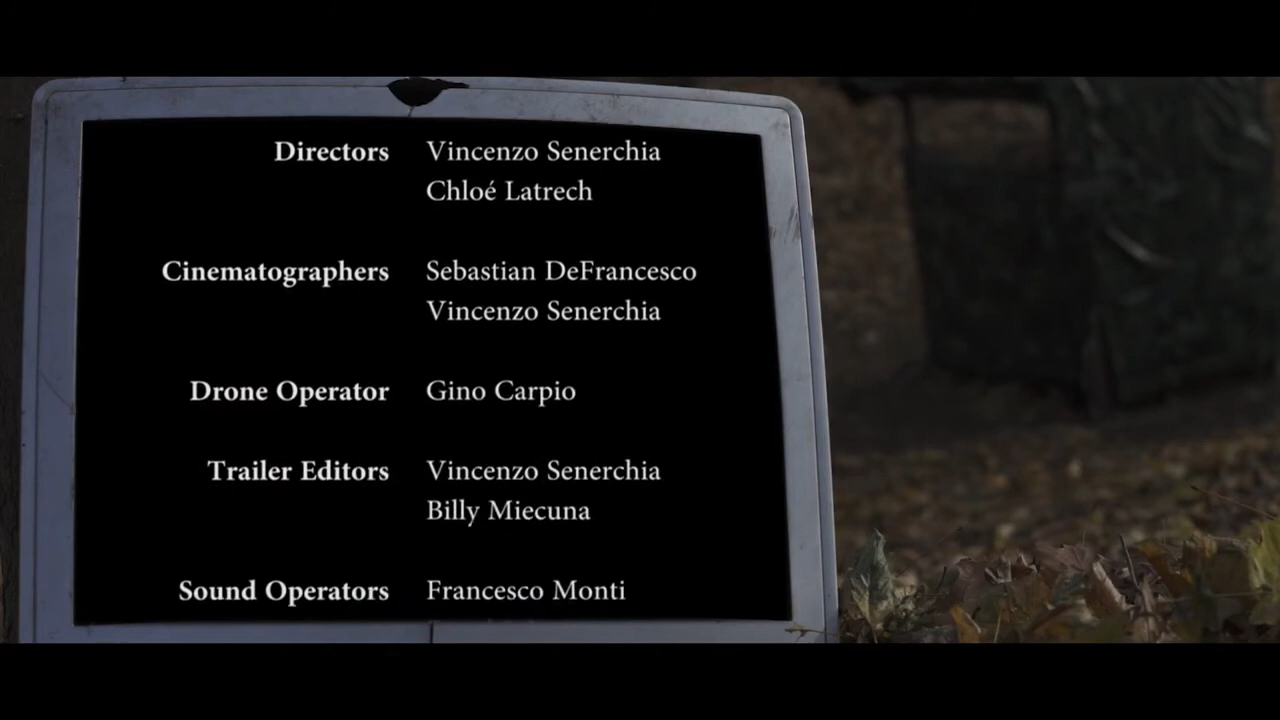 Directors Vincenzo Senerchia
Chloé Latrech
Cinematographers Sebastian DeFrancesco
Vincenzo Senerchia
Drone Operator Gino Carpio
Trailer Editors Vincenzo Senerchia
Billy Miecuna
Sound Operators Francesco Monti